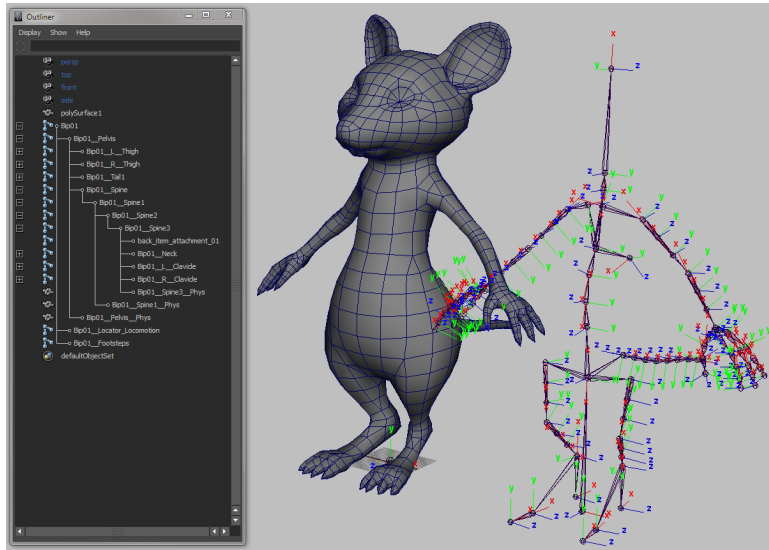 Outliner
Display Show Help
persp
top
front
side
polySurface1
Bip01
Bip01__Pelvis
Bip01__L__Thigh
Bip01__R__Thigh
Bip01__Tail1
Bip01__Spine
Bip01__Spine1
Bip01__Spine2
Bip01__Spine3
back_item_attachment_01
Bip01__Neck
Bip01__L__Clavicle
Bip01__R__Clavicle
Bip01__Spine3__Phys
Bip01__Spine1__Phys
Bip01__Pelvis__Phys
Bip01__Locator_Locomotion
Bip01__Footsteps
defaultObjectSet